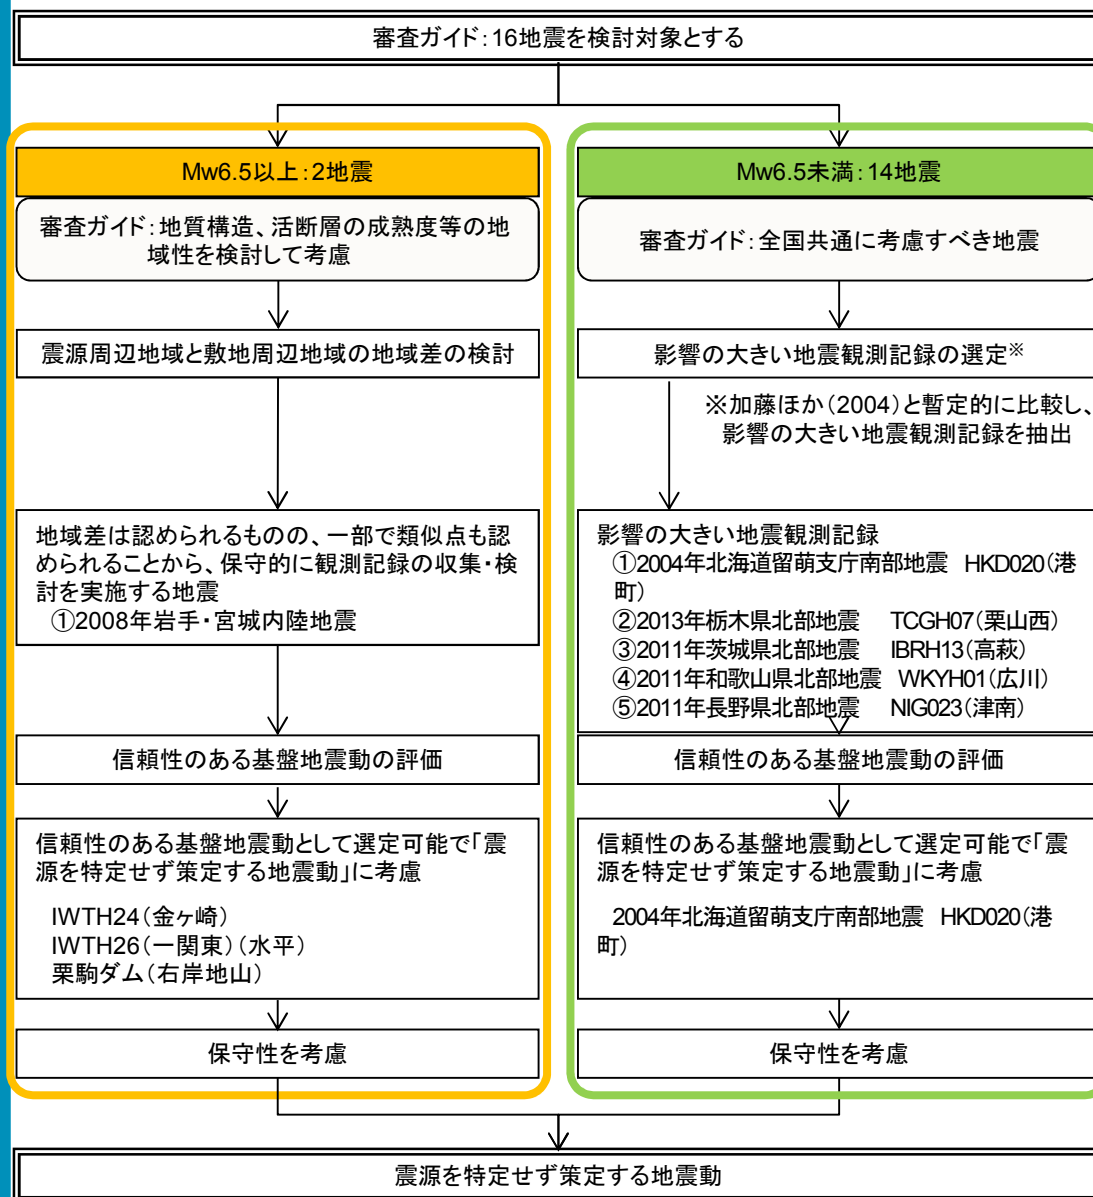 審査ガイド:16地震を検討対象とする
Mw6.5以上:2地震
審査ガイド:地質構造、活断層の成熟度等の地
域性を検討して考慮
震源周辺地域と敷地周辺地域の地域差の検討
地域差は認められるものの、一部で類似点も認
められることから、保守的に観測記録の収集・検
討を実施する地震
①2008年岩手・宮城内陸地震
信頼性のある基盤地震動の評価
信頼性のある基盤地震動として選定可能で「震
源を特定せず策定する地震動」に考慮
IWTH24(金ヶ崎)
IWTH26(一関東)(水平)
栗駒ダム(右岸地山)
保守性を考慮
Mw6.5未満:14地震
審査ガイド:全国共通に考慮すべき地震
影響の大きい地震観測記録の選定※
※加藤ほか(2004)と暫定的に比較し、
影響の大きい地震観測記録を抽出
影響の大きい地震観測記録
①2004年北海道留萌支庁南部地震 HKD020(港
町)
②2013年栃木県北部地震 TCGH07(栗山西)
③2011年茨城県北部地震 IBRH13(高萩)
④2011年和歌山県北部地震 WKYH01(広川)
⑤2011年長野県北部地震 NIG023(津南)
信頼性のある基盤地震動の評価
信頼性のある基盤地震動として選定可能で「震
源を特定せず策定する地震動」に考慮
2004年北海道留萌支庁南部地震 HKD020(港
町)
保守性を考慮
震源を特定せず策定する地震動